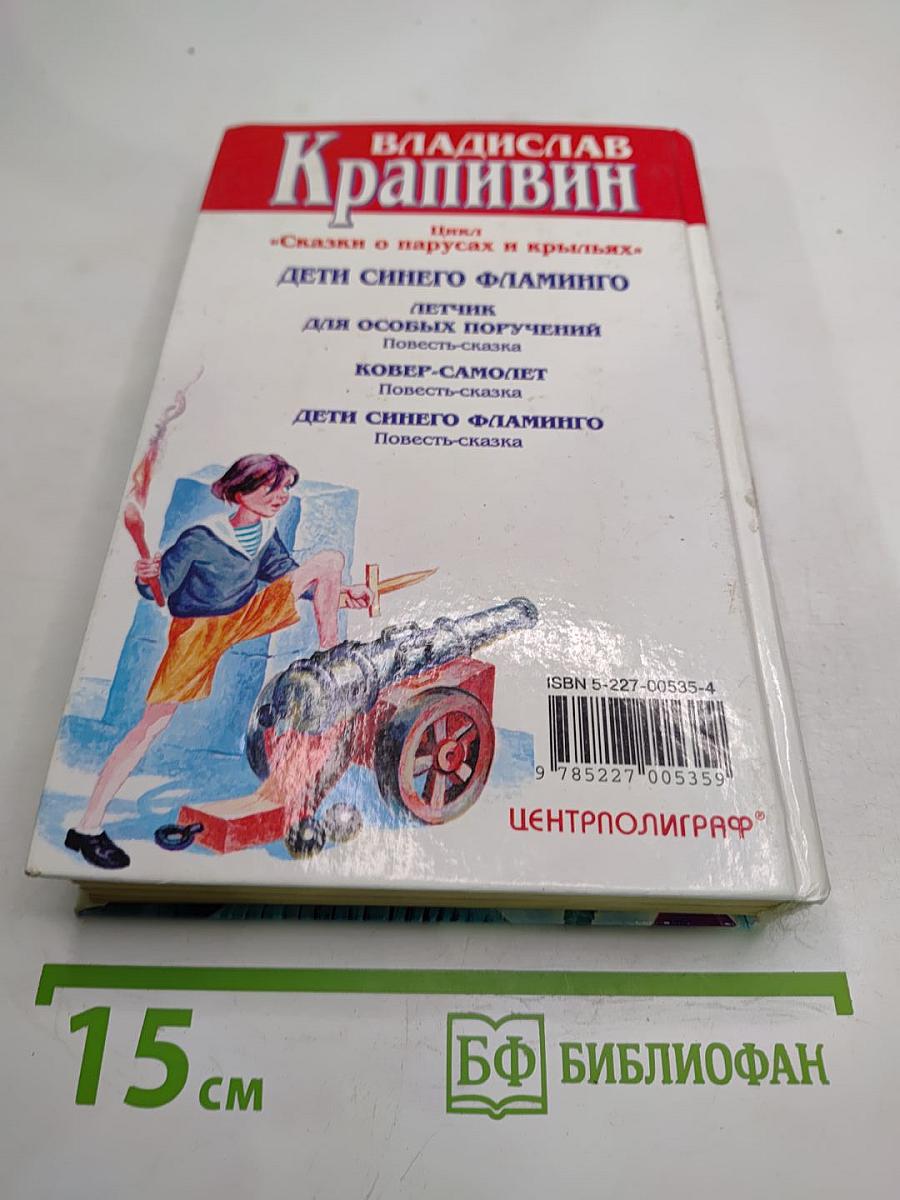 ВЛАДИСЛАВ
Крапивин
Цикл
«Сказки о парусах и крыльях»
ДЕТИ СИНЕГО ФЛАМИНГО
ЛЕТЧИК
ДЛЯ ОСОБЫХ ПОРУЧЕНИЙ
Повесть-сказка
КОВЕР-САМОЛЕТ
Повесть-сказка
ДЕТИ СИНЕГО ФЛАМИНГО
Повесть-сказка
ISBN 5-227-00535-4
9 785227 005359
ЦЕНТРПОЛИГРАФ®
15 см
БФ БИБЛИОФАН